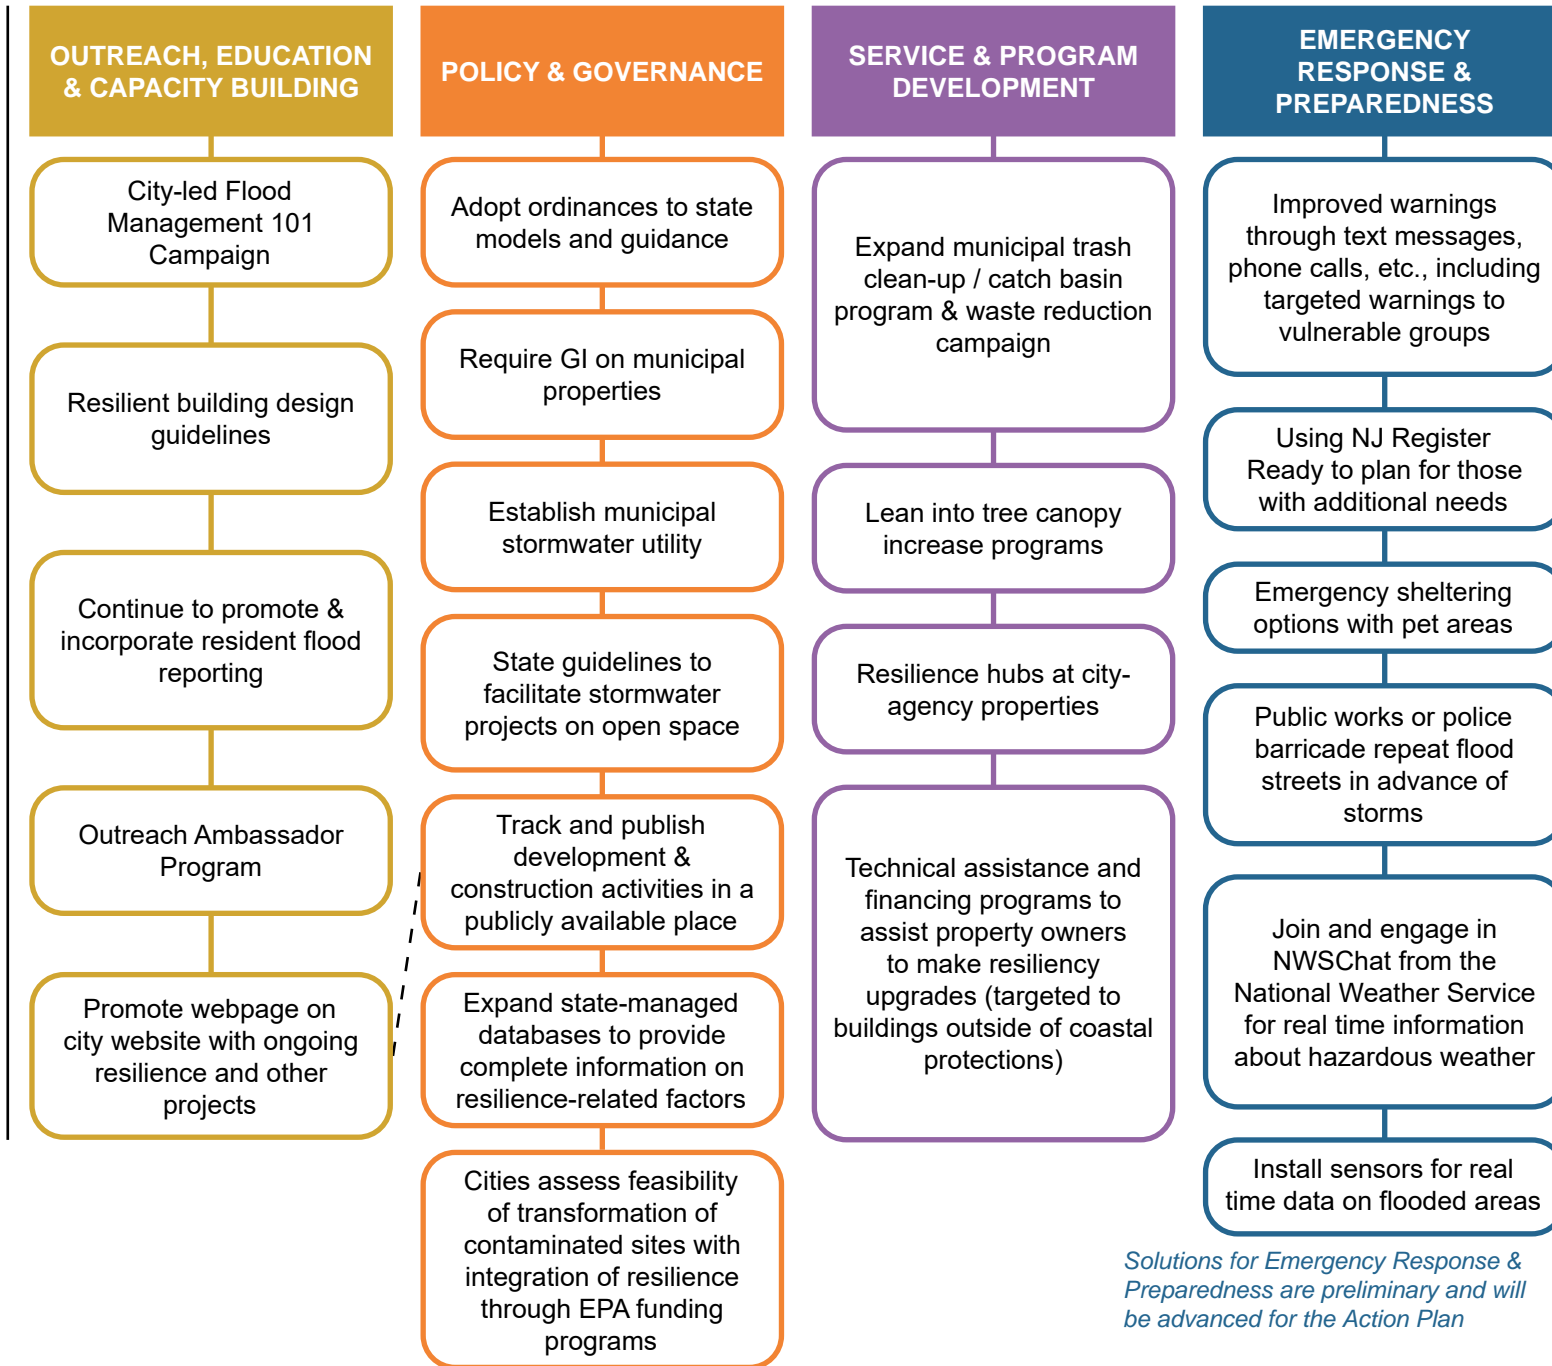 OUTREACH, EDUCATION
& CAPACITY BUILDING
City-led Flood
Management 101
Campaign
Resilient building design
guidelines
Continue to promote &
incorporate resident flood
reporting
Outreach Ambassador
Program
Promote webpage on
city website with ongoing
resilience and other
projects
POLICY & GOVERNANCE
Adopt ordinances to state
models and guidance
Require GI on municipal
properties
Establish municipal
stormwater utility
State guidelines to
facilitate stormwater
projects on open space
Track and publish
development &
construction activities in a
publicly available place
Expand state-managed
databases to provide
complete information on
resilience-related factors
Cities assess feasibility
of transformation of
contaminated sites with
integration of resilience
through EPA funding
programs
SERVICE & PROGRAM
DEVELOPMENT
Expand municipal trash
clean-up / catch basin
program & waste reduction
campaign
Lean into tree canopy
increase programs
Resilience hubs at city-
agency properties
Technical assistance and
financing programs to
assist property owners
to make resiliency
upgrades (targeted to
buildings outside of coastal
protections)
EMERGENCY
RESPONSE &
PREPAREDNESS
Improved warnings
through text messages,
phone calls, etc., including
targeted warnings to
vulnerable groups
Using NJ Register
Ready to plan for those
with additional needs
Emergency sheltering
options with pet areas
Public works or police
barricade repeat flood
streets in advance of
storms
Join and engage in
NWSChat from the
National Weather Service
for real time information
about hazardous weather
Install sensors for real
time data on flooded areas
Solutions for Emergency Response &
Preparedness are preliminary and will
be advanced for the Action Plan